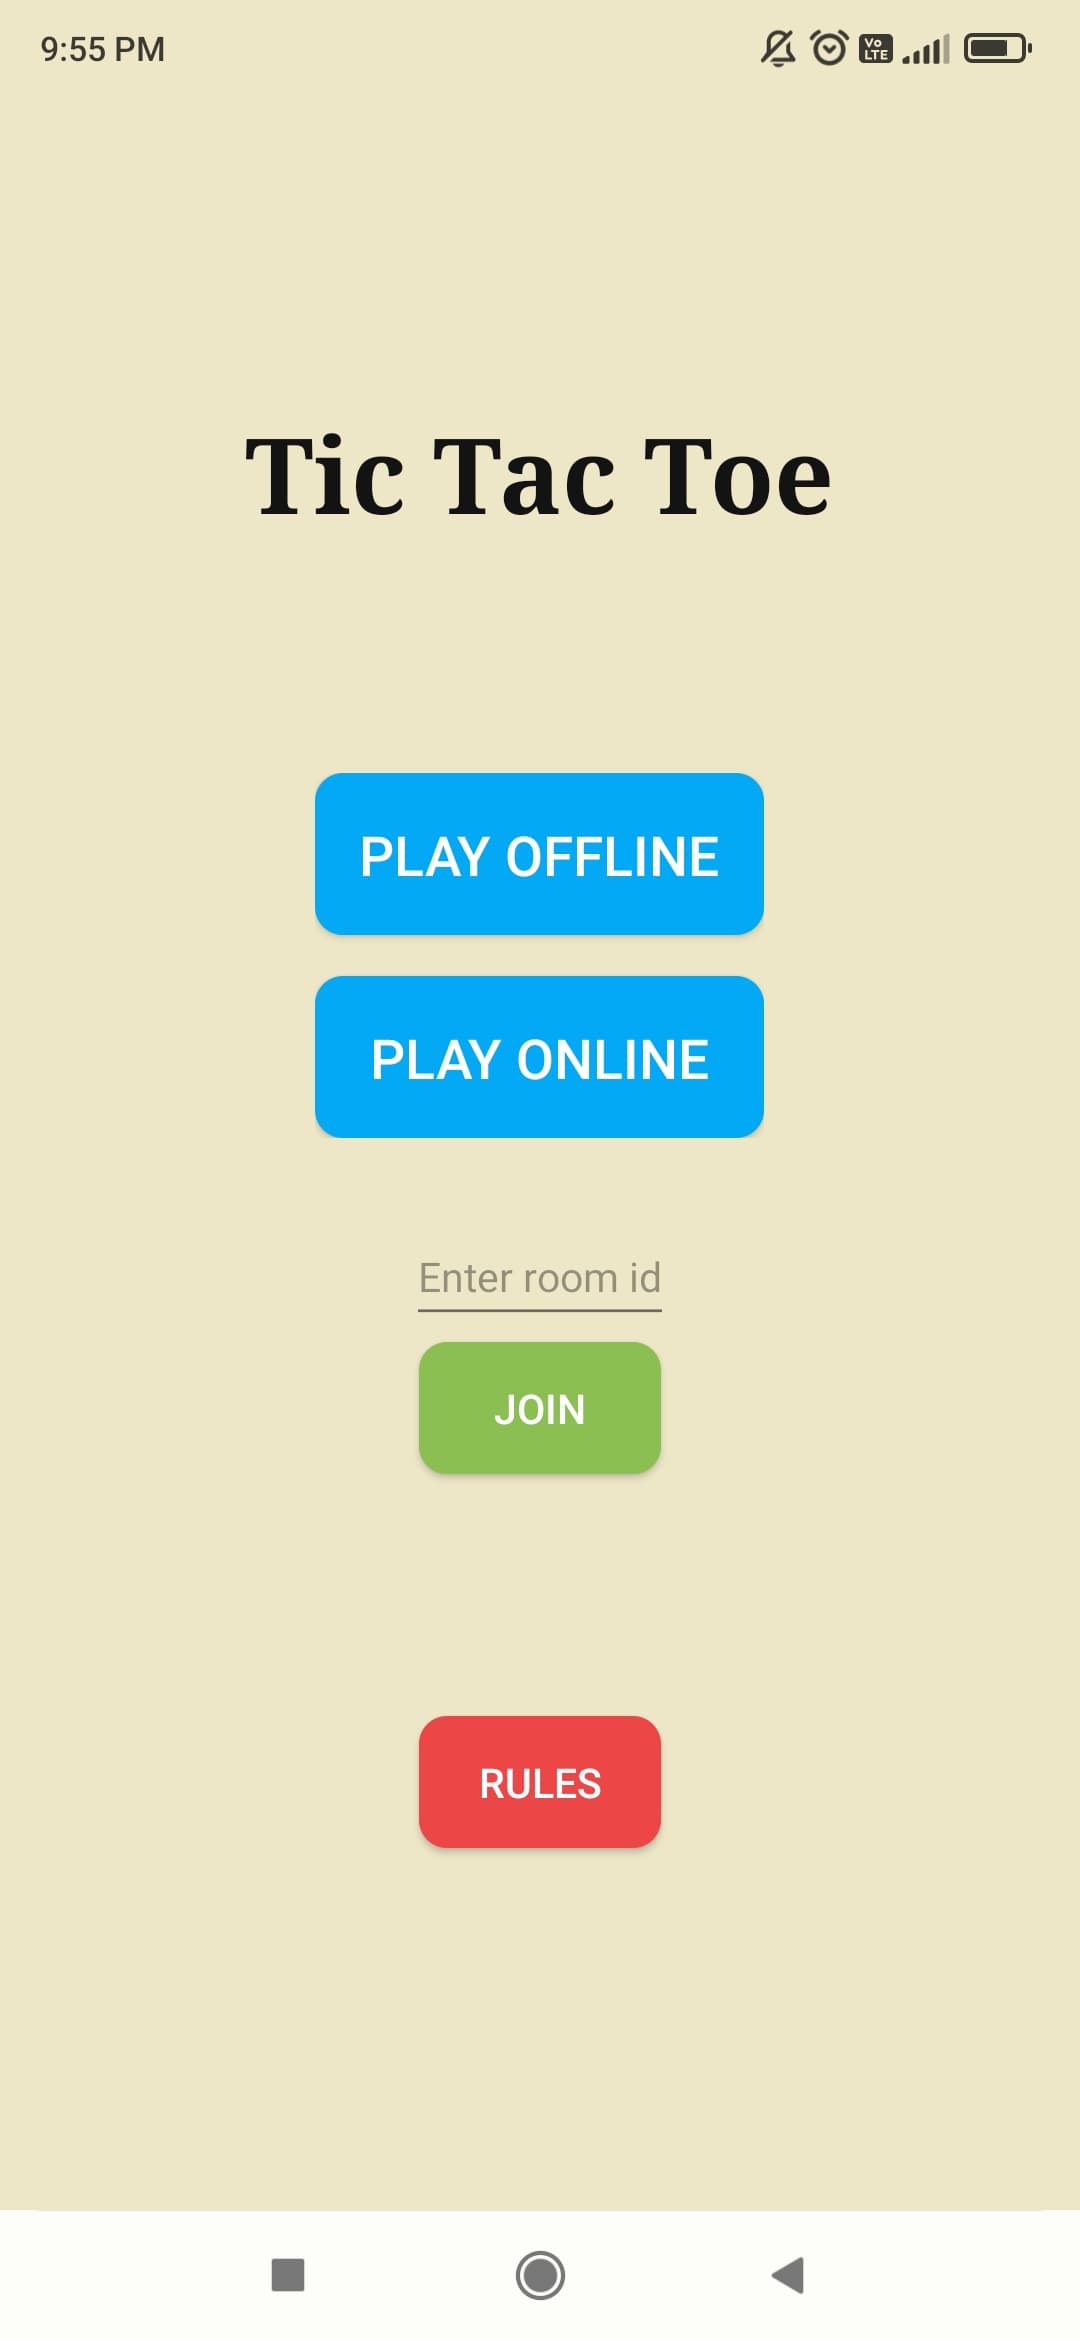 9:55 PM
Vo
LTE
Tic Tac Toe
PLAY OFFLINE
PLAY ONLINE
Enter room id
JOIN
RULES